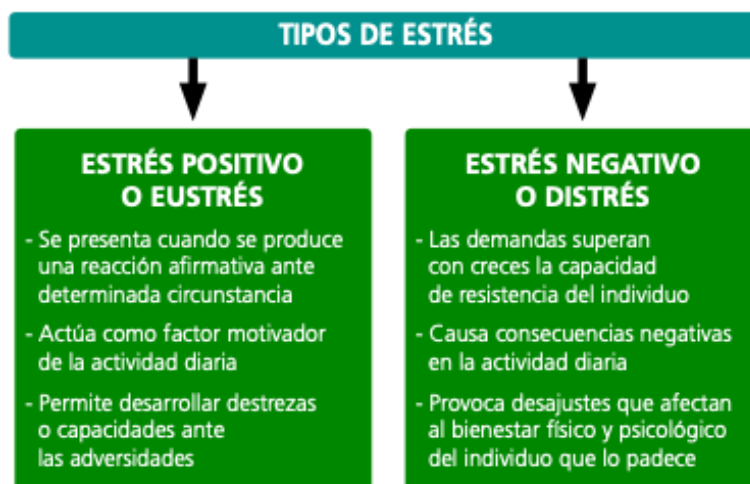 TIPOS DE ESTRÉS
ESTRÉS POSITIVO
O EUSTRÉS
- Se presenta cuando se produce
una reacción afirmativa ante
determinada circunstancia
- Actúa como factor motivador
de la actividad diaria
- Permite desarrollar destrezas
o capacidades ante
las adversidades
ESTRÉS NEGATIVO
O DISTRÉS
- Las demandas superan
con creces la capacidad
de resistencia del individuo
- Causa consecuencias negativas
en la actividad diaria
- Provoca desajustes que afectan
al bienestar físico y psicológico
del individuo que lo padece